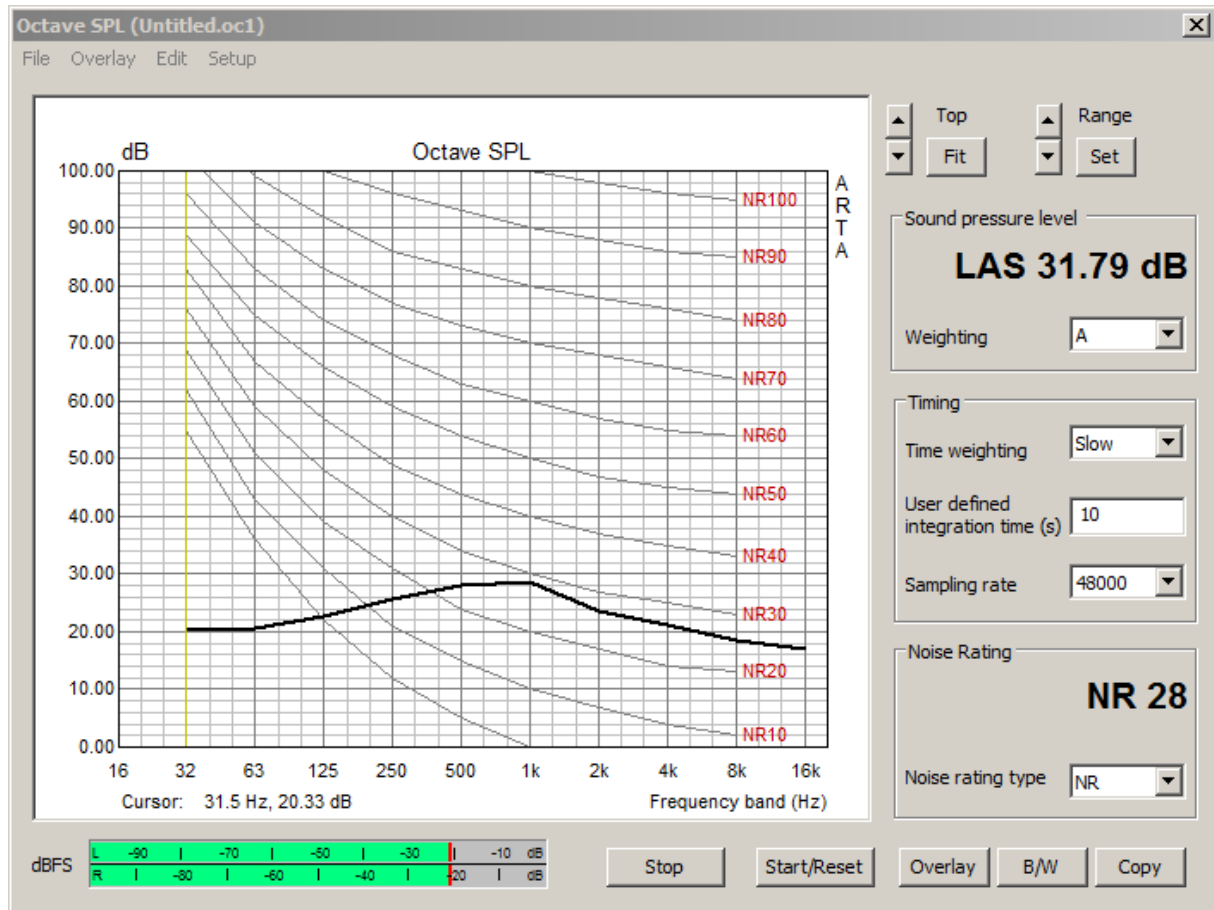 Octave SPL (Untitled.oc1)
File Overlay Edit Setup
dB
Octave SPL
100.00
90.00
80.00
70.00
60.00
50.00
40.00
30.00
20.00
10.00
0.00
NR100
NR90
NR80
NR70
NR60
NR50
NR40
NR30
NR20
NR10
A
R
T
A
16 32 63 125 250 500 1k 2k 4k 8k 16k
Cursor: 31.5 Hz, 20.33 dB
Frequency band (Hz)
Top
Fit
Range
Set
Sound pressure level
LAS 31.79 dB
Weighting A
Timing
Time weighting Slow
User defined
integration time (s) 10
Sampling rate 48000
Noise Rating
NR 28
Noise rating type NR
dBFS
L -90 -70 -50 -30 -10 dB
R -80 -60 -40 -20 dB
Stop Start/Reset Overlay B/W Copy